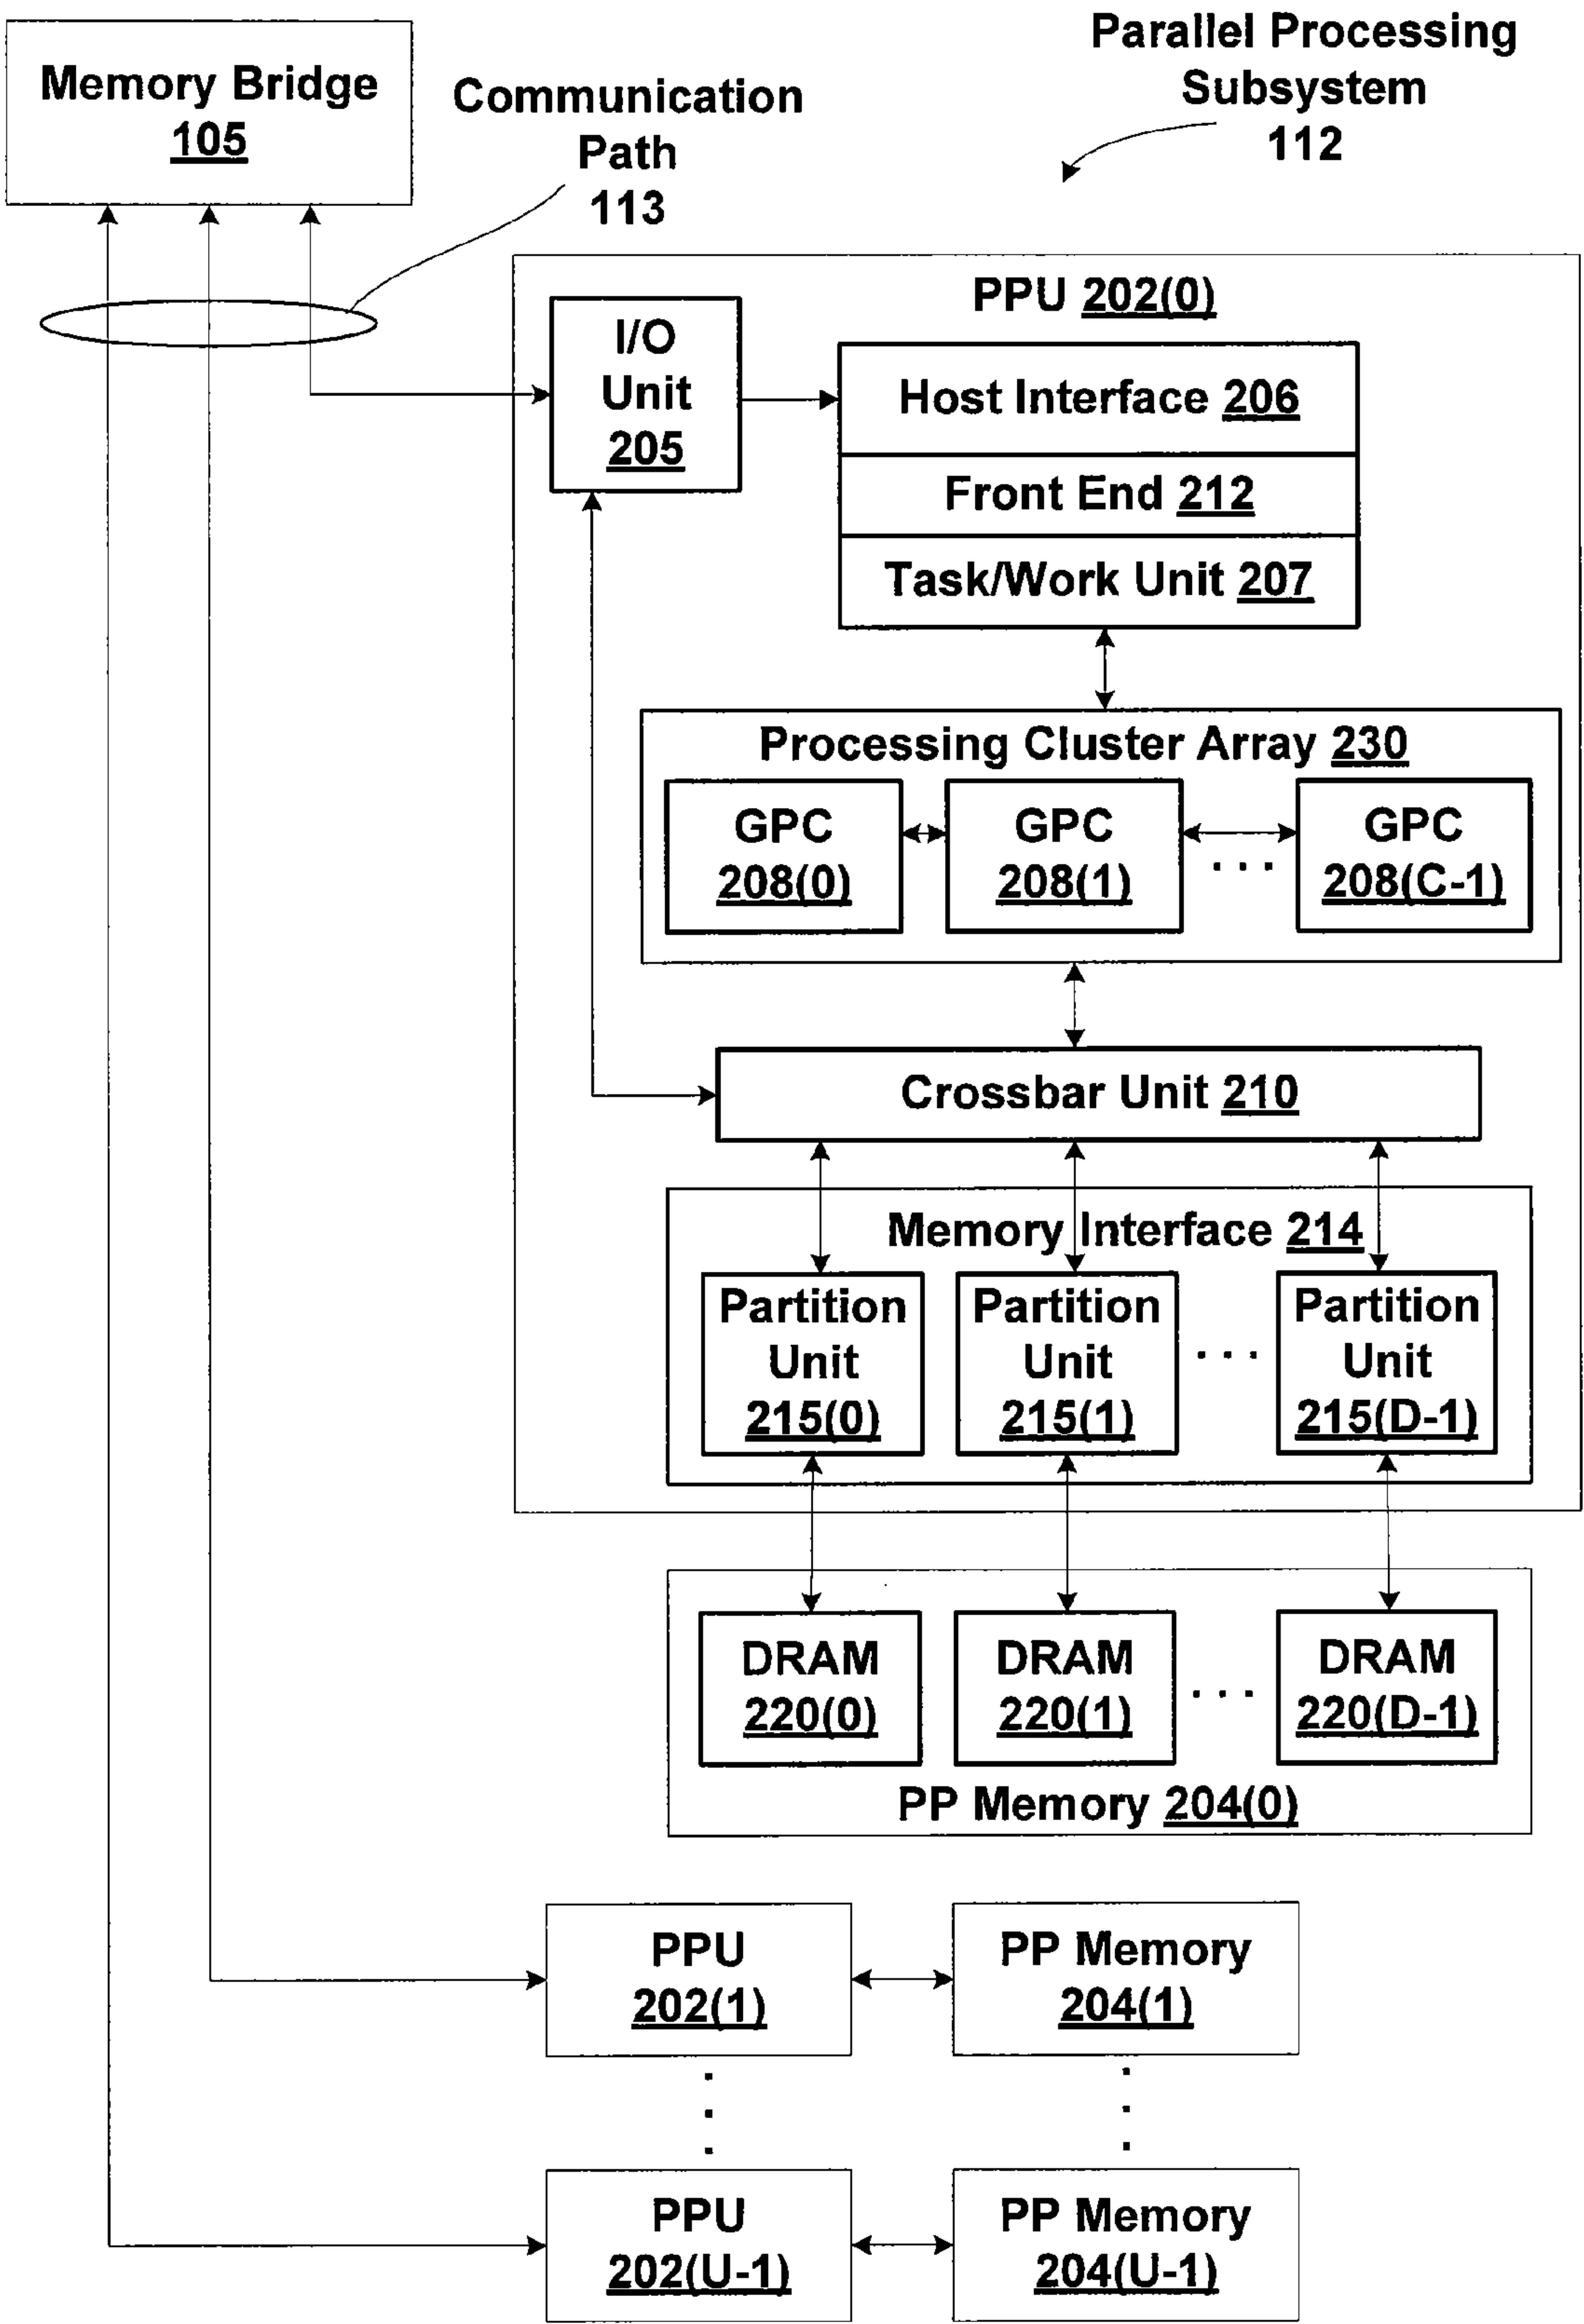 Memory Bridge
105
Communication
Path
113
Parallel Processing
Subsystem
112
PPU 202(0)
I/O
Unit
205
Host Interface 206
Front End 212
Task/Work Unit 207
Processing Cluster Array 230
GPC
208(0)
GPC
208(1)
. . .
GPC
208(C-1)
Crossbar Unit 210
Memory Interface 214
Partition
Unit
215(0)
Partition
Unit
215(1)
. . .
Partition
Unit
215(D-1)
DRAM
220(0)
DRAM
220(1)
. . .
DRAM
220(D-1)
PP Memory 204(0)
PPU
202(1)
PP Memory
204(1)
PPU
202(U-1)
PP Memory
204(U-1)